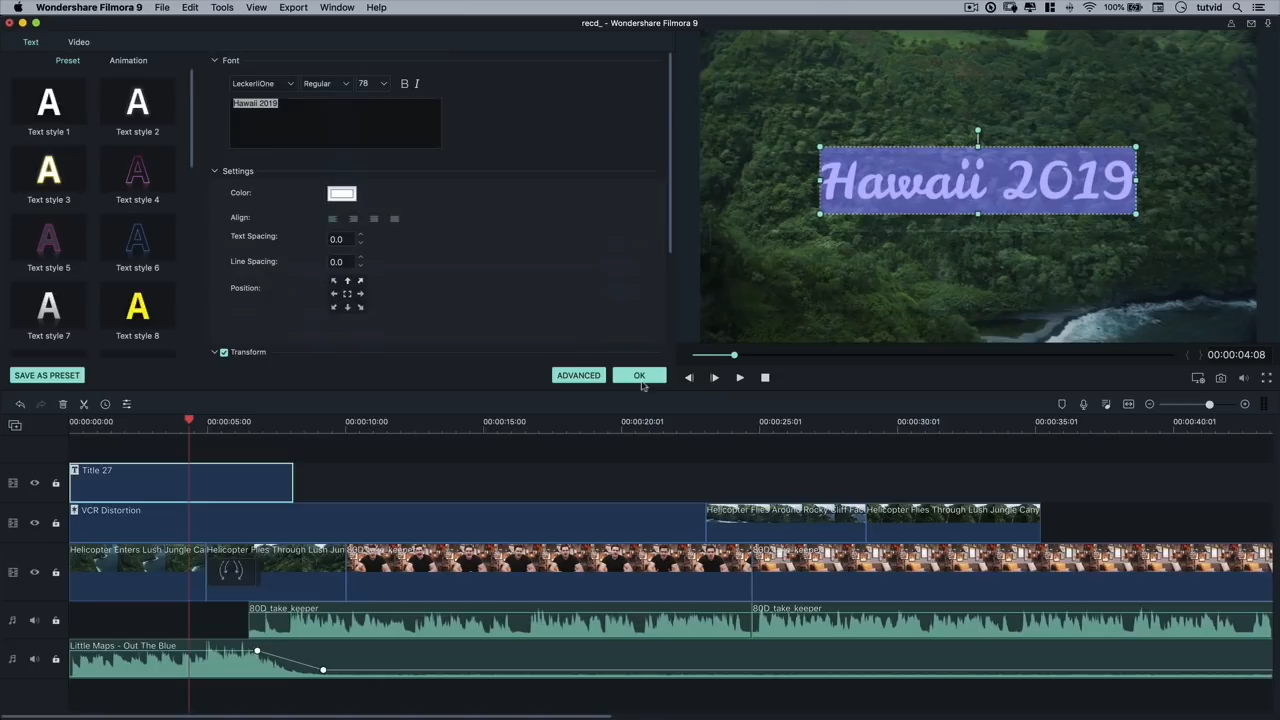 Wondershare Filmora 9 File Edit Tools View Export Window Help 100% tutvid
recd_ - Wondershare Filmora 9
Text Video
Preset Animation
Font
LeckerliOne Regular 78 B I
Hawaii 2019
A A
Text style 1 Text style 2
A A
Text style 3 Text style 4
A A
Text style 5 Text style 6
A A
Text style 7 Text style 8
Settings
Color:
Align:
Text Spacing: 0.0
Line Spacing: 0.0
Position:
Transform
SAVE AS PRESET ADVANCED OK
Hawaii 2019
00:00:04:08
00:00:00:00 00:00:05:00 00:00:10:00 00:00:15:00 00:00:20:01 00:00:25:01 00:00:30:01 00:00:35:01 00:00:40:01
T Title 27
VCR Distortion Helicopter Flies Around Rocky Cliff Fac Helicopter Flies Through Lush Jungle Cany
Helicopter Enters Lush Jungle Ca Helicopter Flies Through Lush Jun 80D_take_keeper 80D_take_keeper
80D_take_keeper 80D_take_keeper
Little Maps - Out The Blue